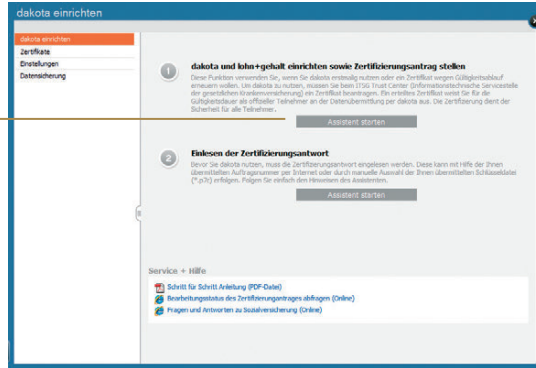 dakota einrichten
dakota einrichten
Zertifikate
Einstellungen
Datensicherung
1
dakota und lohn+gehalt einrichten sowie Zertifizierungsantrag stellen
Diese Funktion verwenden Sie, wenn Sie dakota erstmalig nutzen oder ein Zertifikat wegen Gültigkeitsablauf
erneuern wollen. Um dakota zu nutzen, müssen Sie beim ITSG Trust Center (Informationstechnische Servicestelle
der gesetzlichen Krankenversicherung) ein Zertifikat beantragen. Ein erteiltes Zertifikat weist Sie für die
Gültigkeitsdauer als offizieller Teilnehmer an der Datenübermittlung per dakota aus. Die Zertifizierung dient der
Sicherheit für alle Teilnehmer.
Assistent starten
2
Einlesen der Zertifizierungsantwort
Bevor Sie dakota nutzen, muss die Zertifizierungsantwort eingelesen werden. Diese kann mit Hilfe der Ihnen
übermittelten Auftragsnummer per Internet oder durch manuelle Auswahl der Ihnen übermittelten Schlüsseldatei
(*.p7c) erfolgen. Folgen Sie einfach den Hinweisen des Assistenten.
Assistent starten
Service + Hilfe
Schritt für Schritt Anleitung (PDF-Datei)
Bearbeitungsstatus des Zertifizierungantrages abfragen (Online)
Fragen und Antworten zu Sozialversicherung (Online)